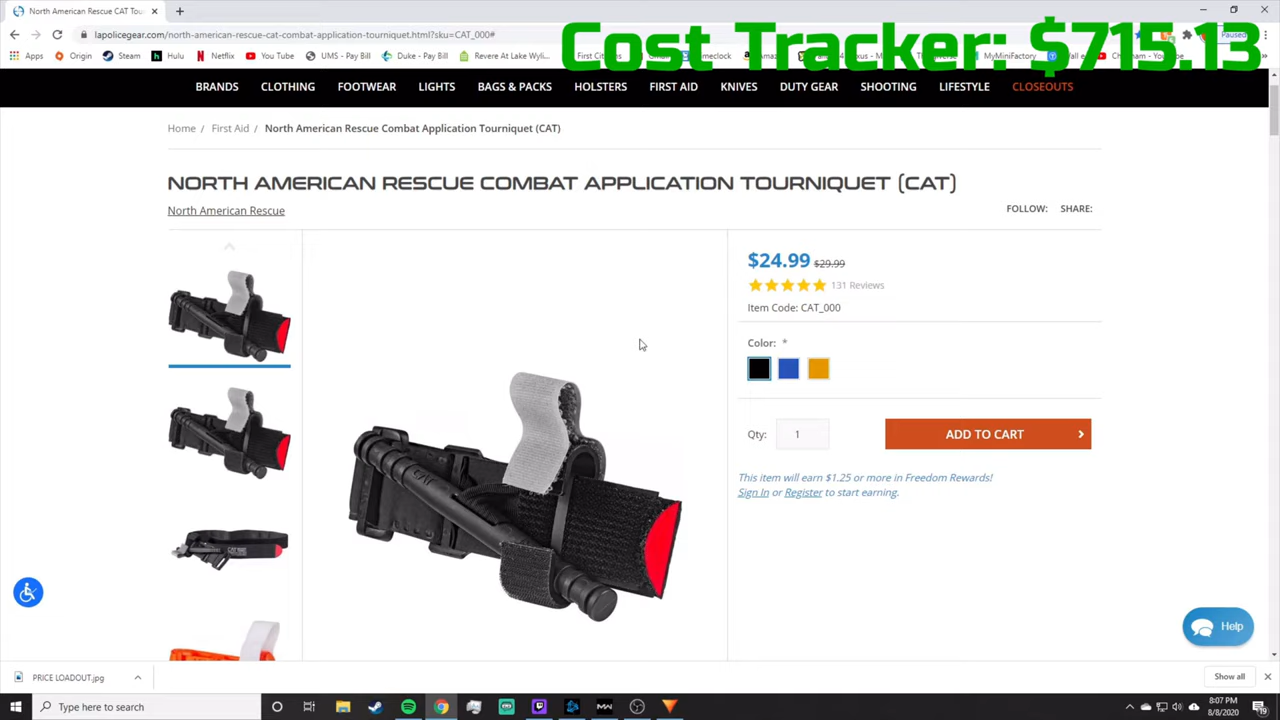 North American Rescue CAT Tou
lapolicegear.com/north-american-rescue-cat-combat-application-tourniquet.html?sku=CAT_000#
Paused
Apps Origin Steam Hulu Netflix You Tube UMS - Pay Bill Duke - Pay Bill Revere At Lake Wylie First Citizens
Cost Tracker: $715.13
BRANDS CLOTHING FOOTWEAR LIGHTS BAGS & PACKS HOLSTERS FIRST AID KNIVES DUTY GEAR SHOOTING LIFESTYLE CLOSEOUTS
Home / First Aid / North American Rescue Combat Application Tourniquet (CAT)
NORTH AMERICAN RESCUE COMBAT APPLICATION TOURNIQUET (CAT)
North American Rescue
FOLLOW: SHARE:
$24.99 $29.99
131 Reviews
Item Code: CAT_000
Color: *
Qty: 1 ADD TO CART
This item will earn $1.25 or more in Freedom Rewards!
Sign In or Register to start earning.
CAT
Help
PRICE LOADOUT.jpg
Show all
Type here to search
8:07 PM
8/8/2020
19